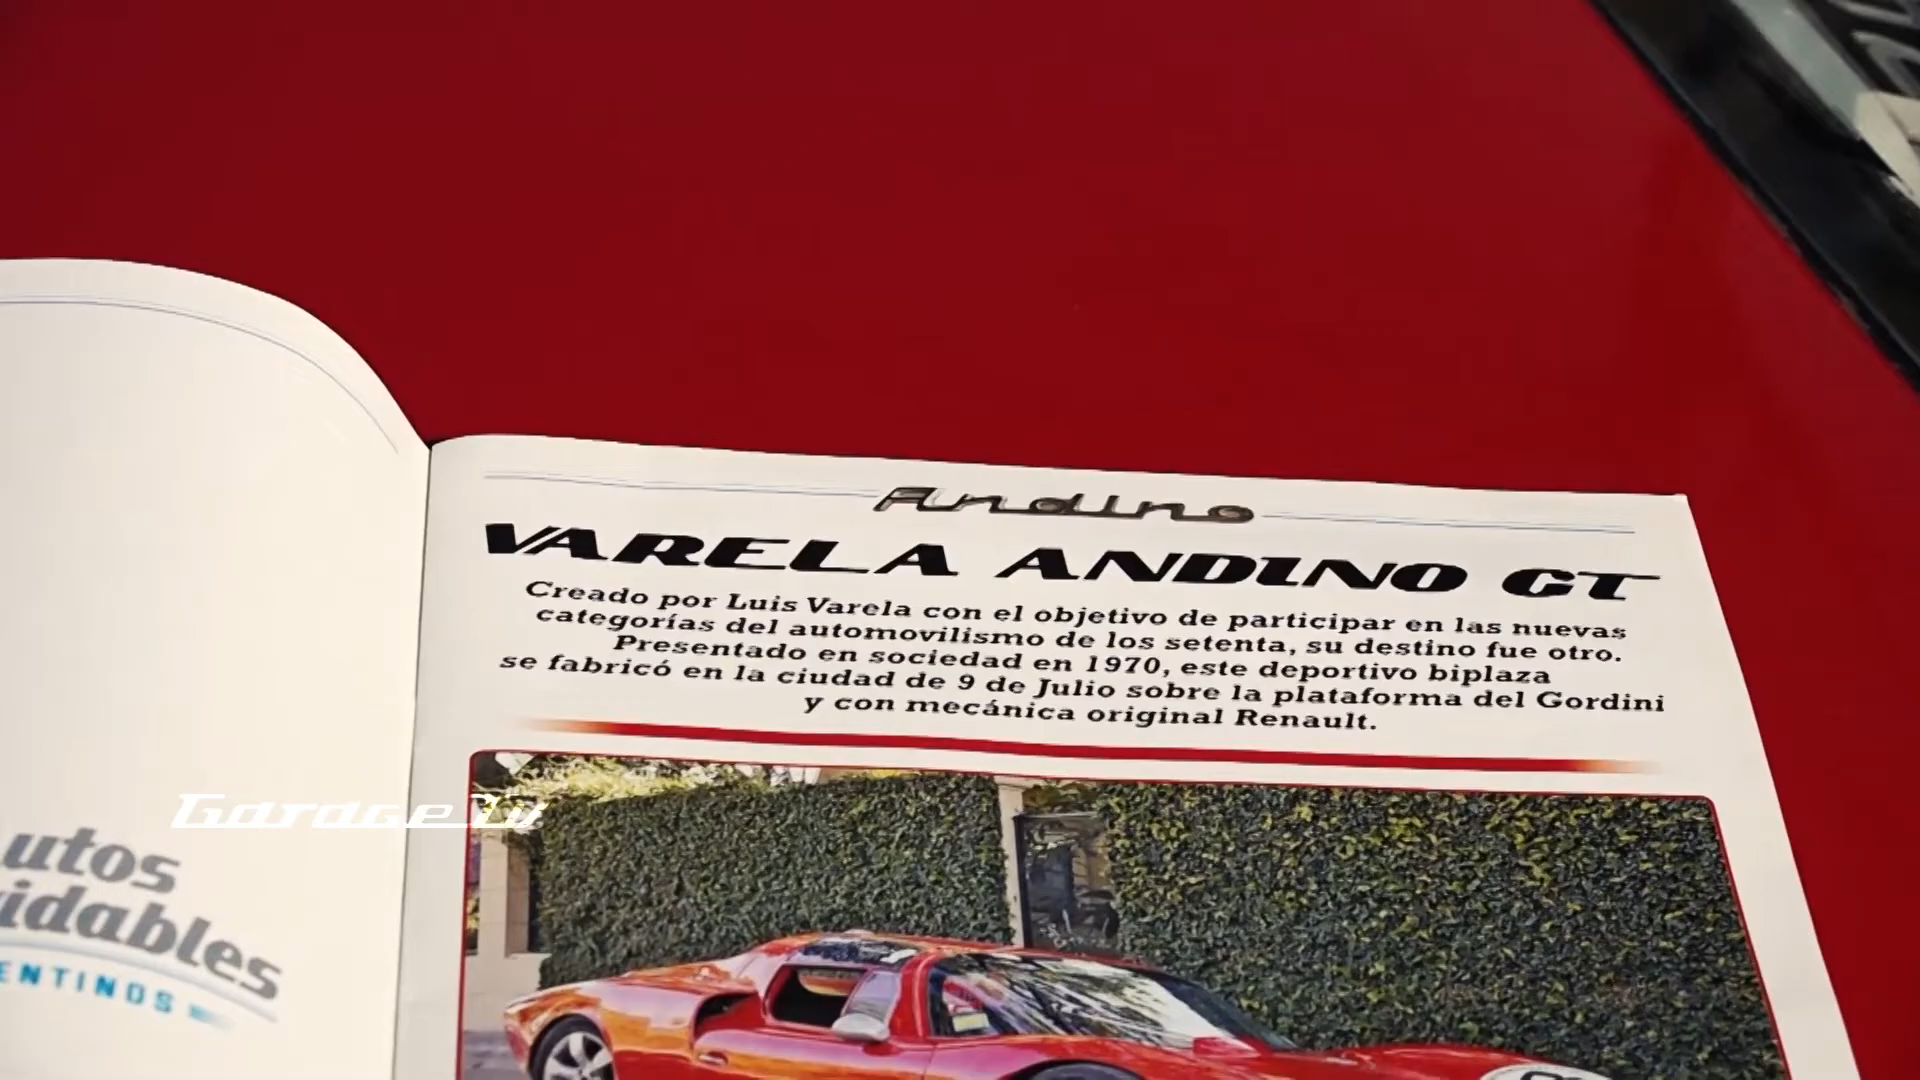 Andino
VARELA ANDINO GT
Creado por Luis Varela con el objetivo de participar en las nuevas
categorías del automovilismo de los setenta, su destino fue otro.
Presentado en sociedad en 1970, este deportivo biplaza
se fabricó en la ciudad de 9 de Julio sobre la plataforma del Gordini
y con mecánica original Renault.
Garage Tv
utos
idables
ENTINOS